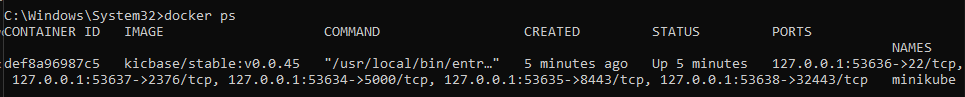 C:\Windows\System32>docker ps
CONTAINER ID   IMAGE                    COMMAND                  CREATED         STATUS         PORTS
NAMES
def8a96987c5   kicbase/stable:v0.0.45   "/usr/local/bin/entr…"   5 minutes ago   Up 5 minutes   127.0.0.1:53636->22/tcp,
127.0.0.1:53637->2376/tcp, 127.0.0.1:53634->5000/tcp, 127.0.0.1:53635->8443/tcp, 127.0.0.1:53638->32443/tcp   minikube